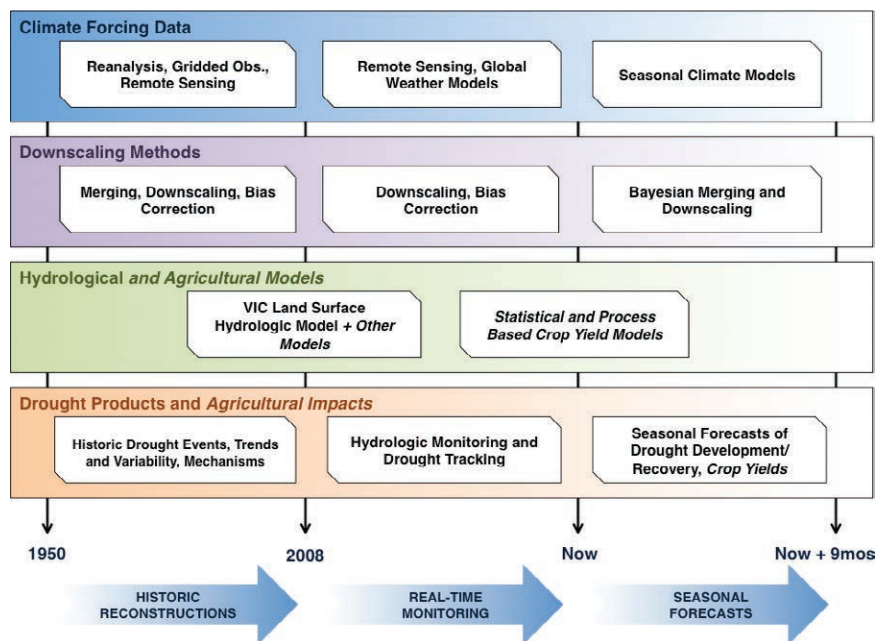 Climate Forcing Data
Reanalysis, Gridded Obs.,
Remote Sensing
Remote Sensing, Global
Weather Models
Seasonal Climate Models
Downscaling Methods
Merging, Downscaling, Bias
Correction
Downscaling, Bias
Correction
Bayesian Merging and
Downscaling
Hydrological and Agricultural Models
VIC Land Surface
Hydrologic Model + Other
Models
Statistical and Process
Based Crop Yield Models
Drought Products and Agricultural Impacts
Historic Drought Events, Trends
and Variability, Mechanisms
Hydrologic Monitoring and
Drought Tracking
Seasonal Forecasts of
Drought Development/
Recovery, Crop Yields
1950
2008
Now
Now + 9mos
HISTORIC
RECONSTRUCTIONS
REAL-TIME
MONITORING
SEASONAL
FORECASTS